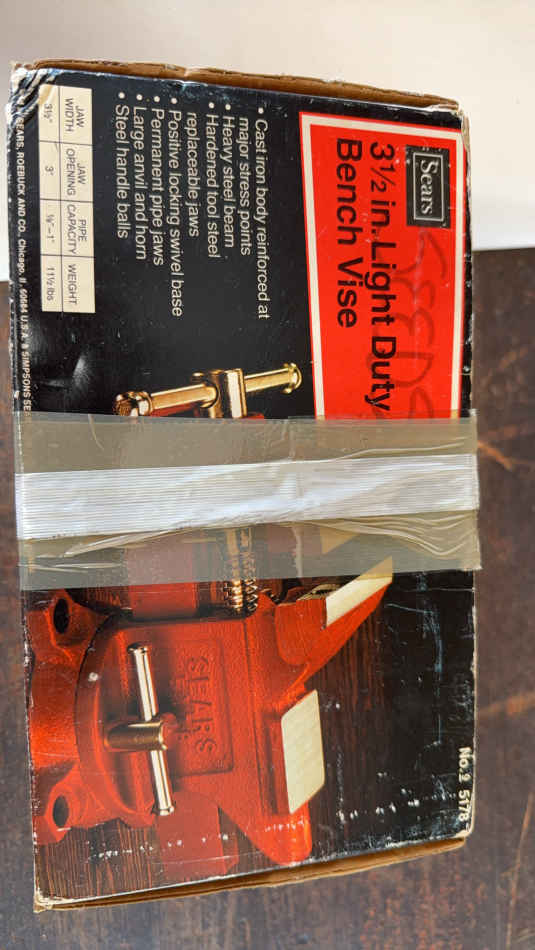 Sears
3½ in. Light Duty
Bench Vise
• Cast iron body reinforced at
major stress points
• Heavy steel beam
• Hardened tool steel
replaceable jaws
• Positive locking swivel base
• Permanent pipe jaws
• Large anvil and horn
• Steel handle balls
JAW WIDTH JAW OPENING PIPE CAPACITY WEIGHT
3½" 3" ⅛"–1" 11½ lbs
SEARS, ROEBUCK AND CO., Chicago, IL 60684 U.S.A. SIMPSONS
SEARS
No. 5178